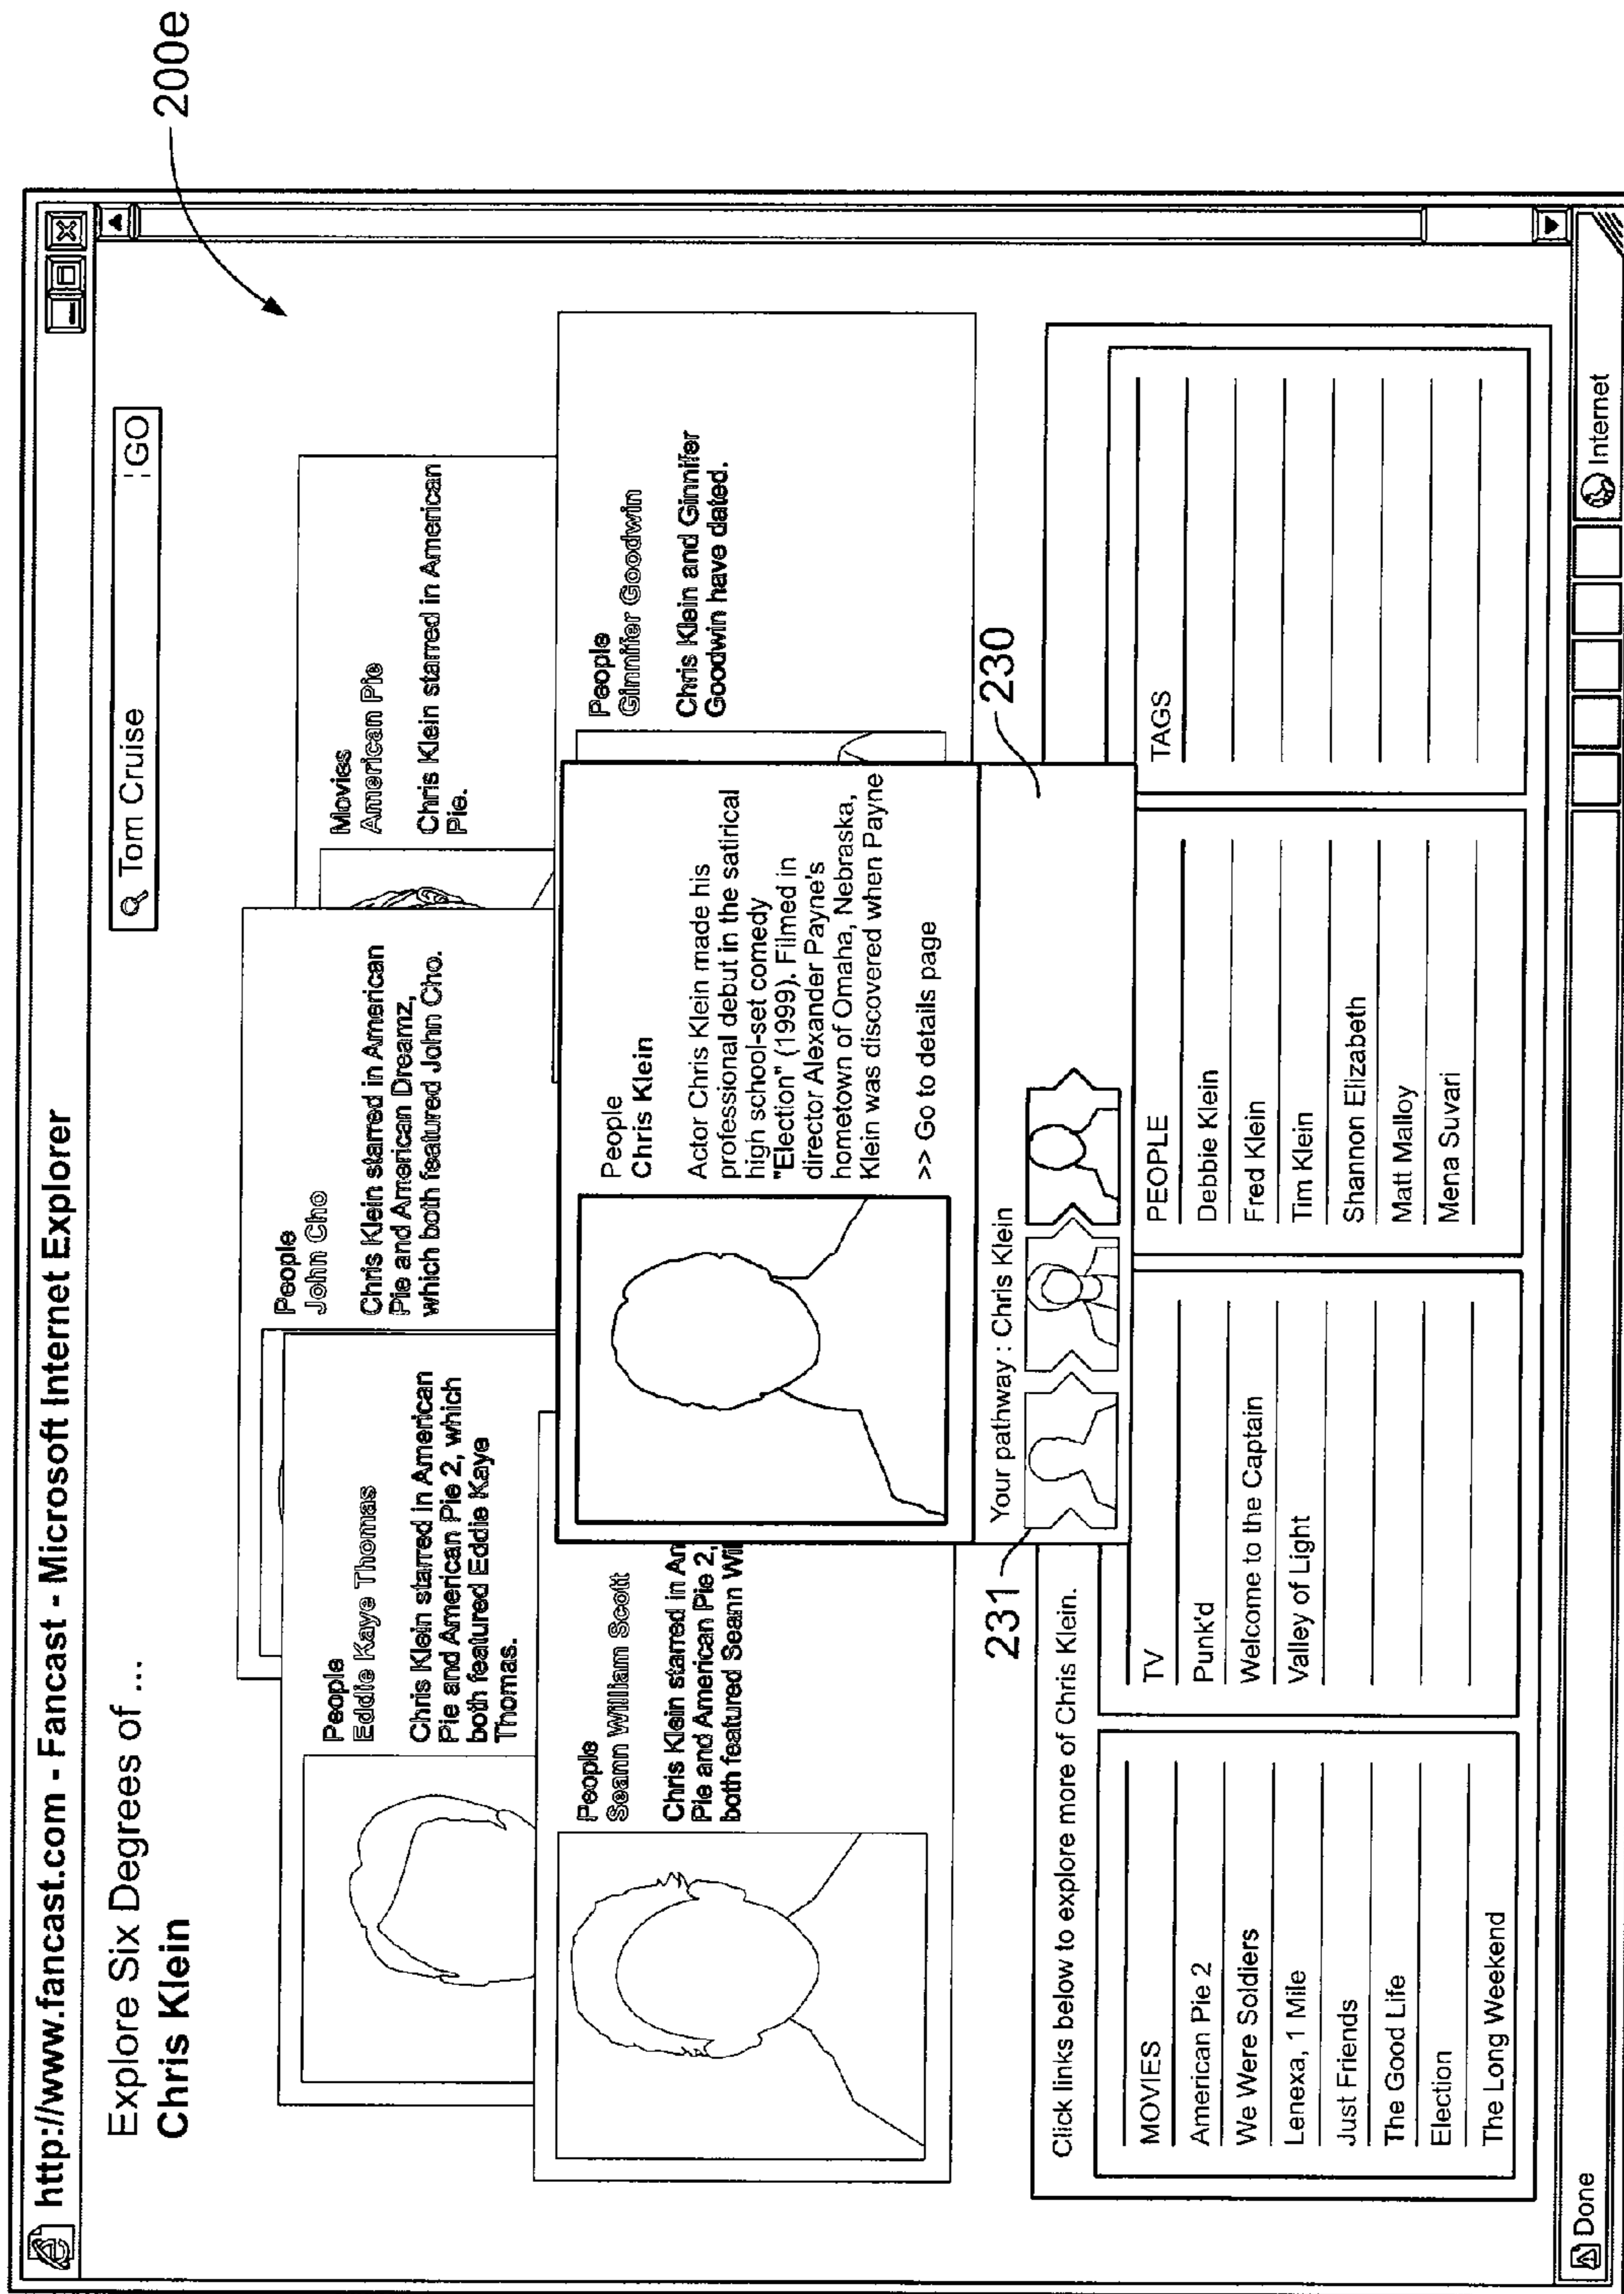 http://www.fancast.com - Fancast - Microsoft Internet Explorer
200e
Explore Six Degrees of ...
Chris Klein
Tom Cruise
GO
People
John Cho
Chris Klein starred in American
Pie and American Dreamz,
which both featured John Cho.
Movies
American Pie
Chris Klein starred in American
Pie.
People
Eddie Kaye Thomas
Chris Klein starred in American
Pie and American Pie 2, which
both featured Eddie Kaye
Thomas.
People
Seann William Scott
Chris Klein starred in Am
Pie and American Pie 2,
both featured Seann Wil
People
Chris Klein
Actor Chris Klein made his
professional debut in the satirical
high school-set comedy
"Election" (1999). Filmed in
director Alexander Payne's
hometown of Omaha, Nebraska,
Klein was discovered when Payne
>> Go to details page
People
Ginnifer Goodwin
Chris Klein and Ginnifer
Goodwin have dated.
Your pathway : Chris Klein
230
231
Click links below to explore more of Chris Klein.
MOVIES
American Pie 2
We Were Soldiers
Lenexa, 1 Mile
Just Friends
The Good Life
Election
The Long Weekend
TV
Punk'd
Welcome to the Captain
Valley of Light
PEOPLE
Debbie Klein
Fred Klein
Tim Klein
Shannon Elizabeth
Matt Malloy
Mena Suvari
TAGS
Done
Internet